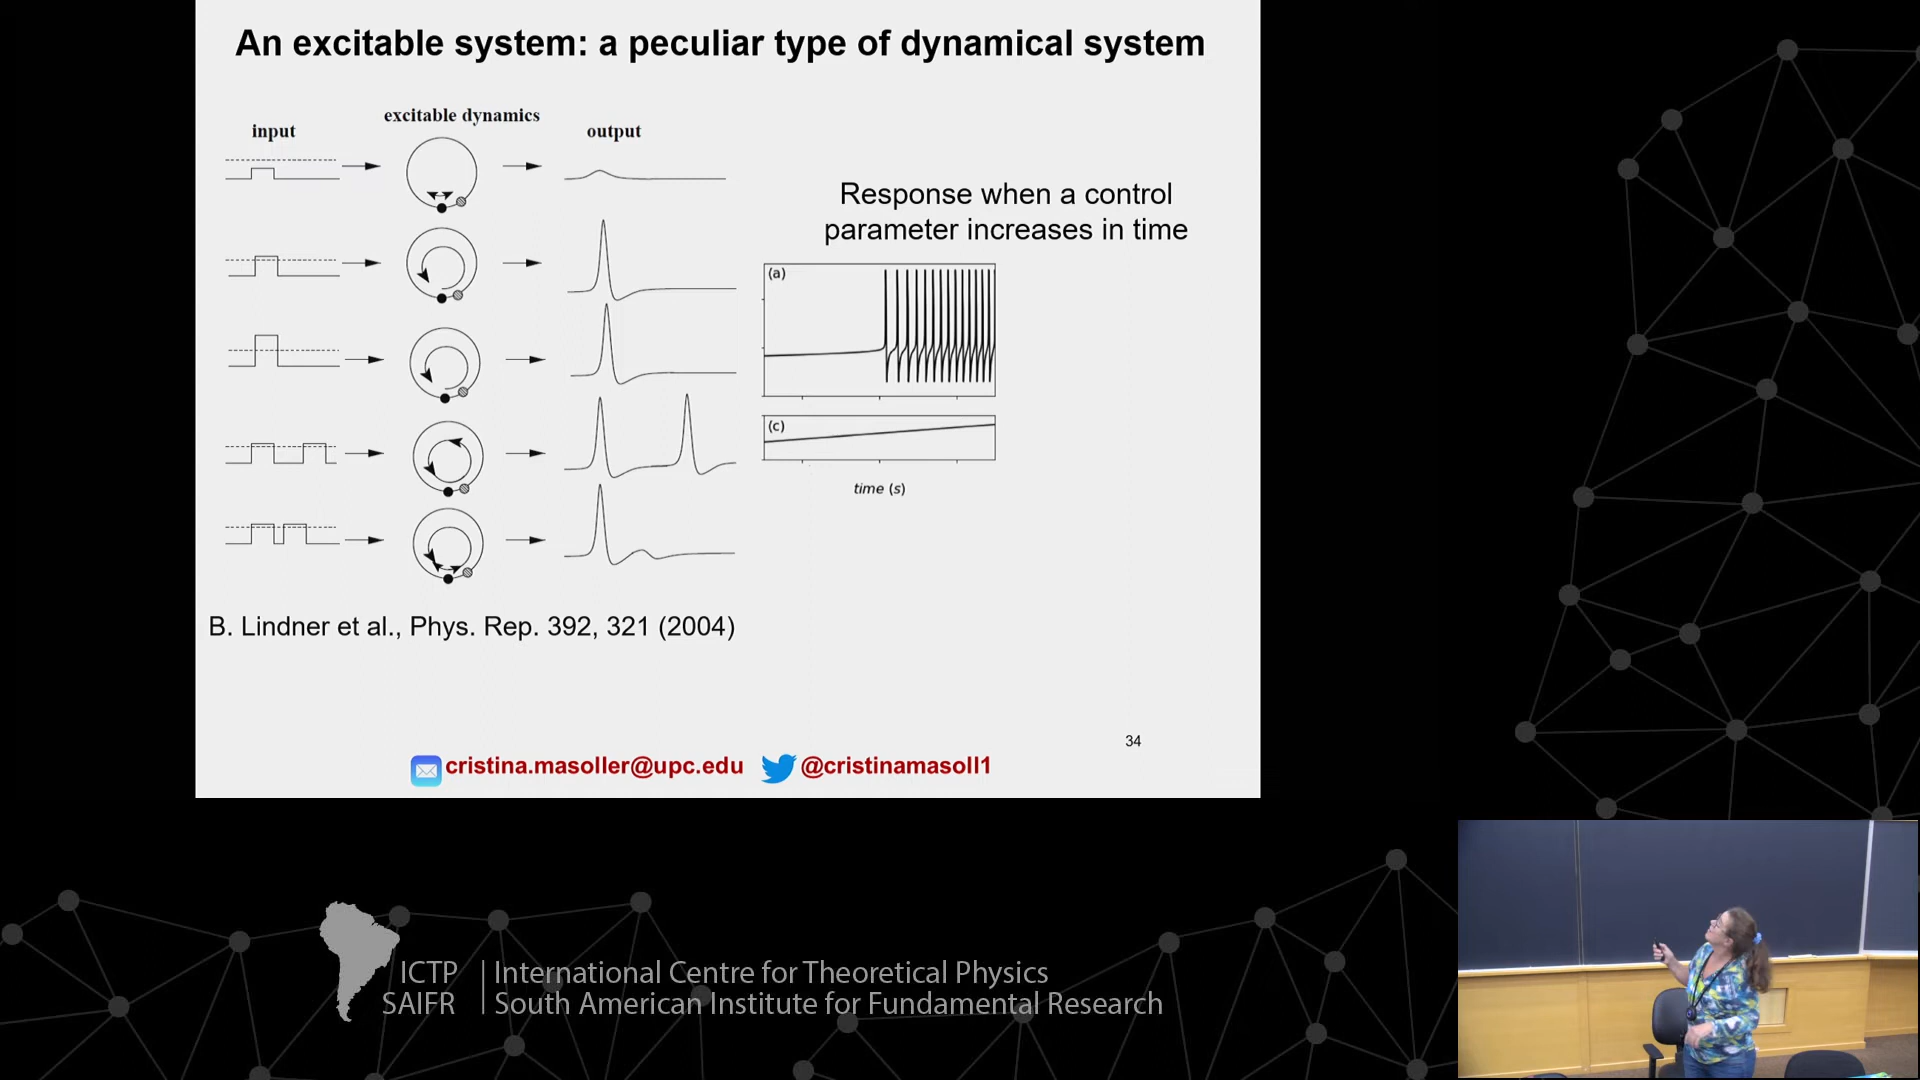 An excitable system: a peculiar type of dynamical system
input
excitable dynamics
output
Response when a control
parameter increases in time
(a)
(c)
time (s)
B. Lindner et al., Phys. Rep. 392, 321 (2004)
34
cristina.masoller@upc.edu
@cristinamasoll1
ICTP
SAIFR
International Centre for Theoretical Physics
South American Institute for Fundamental Research